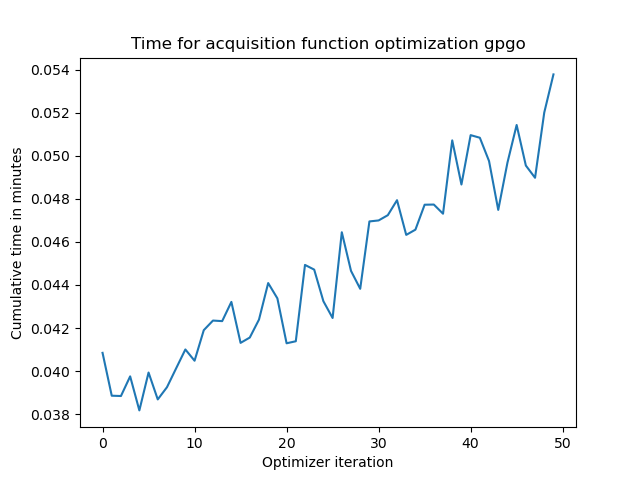 Time for acquisition function optimization gpgo
0.054
0.052
0.050
0.048
0.046
0.044
0.042
0.040
0.038
Cumulative time in minutes
0 10 20 30 40 50
Optimizer iteration